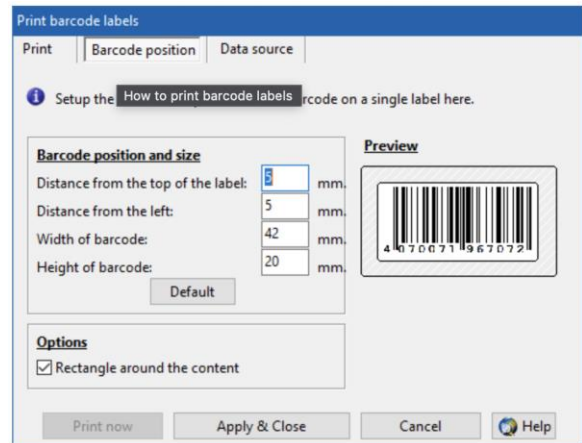 Print barcode labels
Print Barcode position Data source
Setup the How to print barcode labels rcode on a single label here.
Barcode position and size
Distance from the top of the label: 5 mm.
Distance from the left: 5 mm.
Width of barcode: 42 mm.
Height of barcode: 20 mm.
Default
Preview
4 070071 967072
Options
Rectangle around the content
Print now Apply & Close Cancel Help